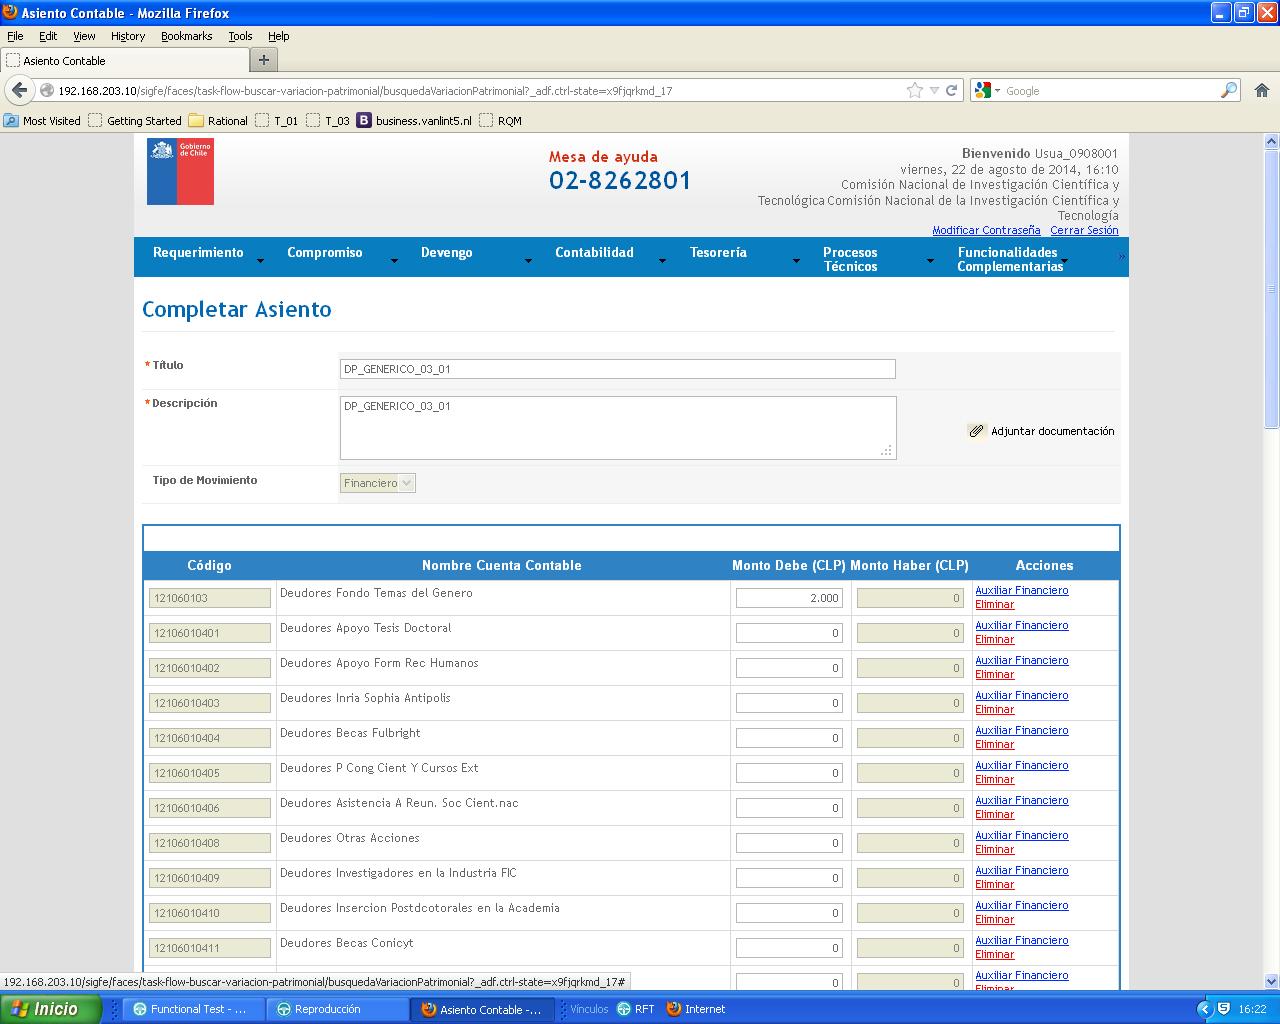 Asiento Contable - Mozilla Firefox
File Edit View History Bookmarks Tools Help
Asiento Contable
192.168.203.10/sigfe/faces/task-flow-buscar-variacion-patrimonial/busquedaVariacionPatrimonial?_adf.ctrl-state=x9fjqrkmd_17
Google
Most Visited Getting Started Rational T_01 T_03 B business.vanlint5.nl RQM
Gobierno de Chile
Mesa de ayuda
02-8262801
Bienvenido Usua_0908001
viernes, 22 de agosto de 2014, 16:10
Comisión Nacional de Investigación Científica y
Tecnológica Comisión Nacional de la Investigación Científica y
Tecnología
Modificar Contraseña Cerrar Sesión
Requerimiento Compromiso Devengo Contabilidad Tesorería Procesos Técnicos Funcionalidades Complementarias »
Completar Asiento
* Título DP_GENERICO_03_01
* Descripción DP_GENERICO_03_01
Adjuntar documentación
Tipo de Movimiento Financiero
Código Nombre Cuenta Contable Monto Debe (CLP) Monto Haber (CLP) Acciones
121060103 Deudores Fondo Temas del Genero 2.000 0 Auxiliar Financiero
Eliminar
12106010401 Deudores Apoyo Tesis Doctoral 0 0 Auxiliar Financiero
Eliminar
12106010402 Deudores Apoyo Form Rec Humanos 0 0 Auxiliar Financiero
Eliminar
12106010403 Deudores Inria Sophia Antipolis 0 0 Auxiliar Financiero
Eliminar
12106010404 Deudores Becas Fulbright 0 0 Auxiliar Financiero
Eliminar
12106010405 Deudores P Cong Cient Y Cursos Ext 0 0 Auxiliar Financiero
Eliminar
12106010406 Deudores Asistencia A Reun. Soc Cient.nac 0 0 Auxiliar Financiero
Eliminar
12106010408 Deudores Otras Acciones 0 0 Auxiliar Financiero
Eliminar
12106010409 Deudores Investigadores en la Industria FIC 0 0 Auxiliar Financiero
Eliminar
12106010410 Deudores Insercion Postdcotorales en la Academia 0 0 Auxiliar Financiero
Eliminar
12106010411 Deudores Becas Conicyt 0 0 Auxiliar Financiero
Eliminar
0 0 Auxiliar Financiero
Eliminar
192.168.203.10/sigfe/faces/task-flow-buscar-variacion-patrimonial/busquedaVariacionPatrimonial?_adf.ctrl-state=x9fjqrkmd_17#
Inicio Functional Test - ... Reproducción Asiento Contable -... Vínculos RFT Internet 16:22